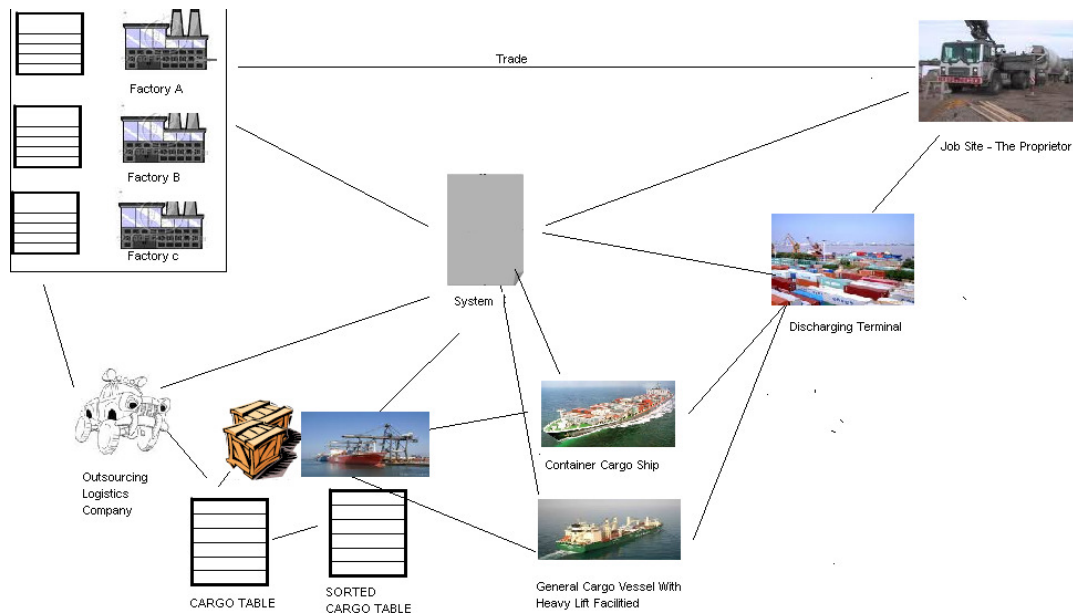 Trade
Factory A
Factory B
Factory c
Job Site - The Proprietor
System
Discharging Terminal
Container Cargo Ship
Outsourcing
Logistics
Company
General Cargo Vessel With
Heavy Lift Facilitied
CARGO TABLE
SORTED
CARGO TABLE